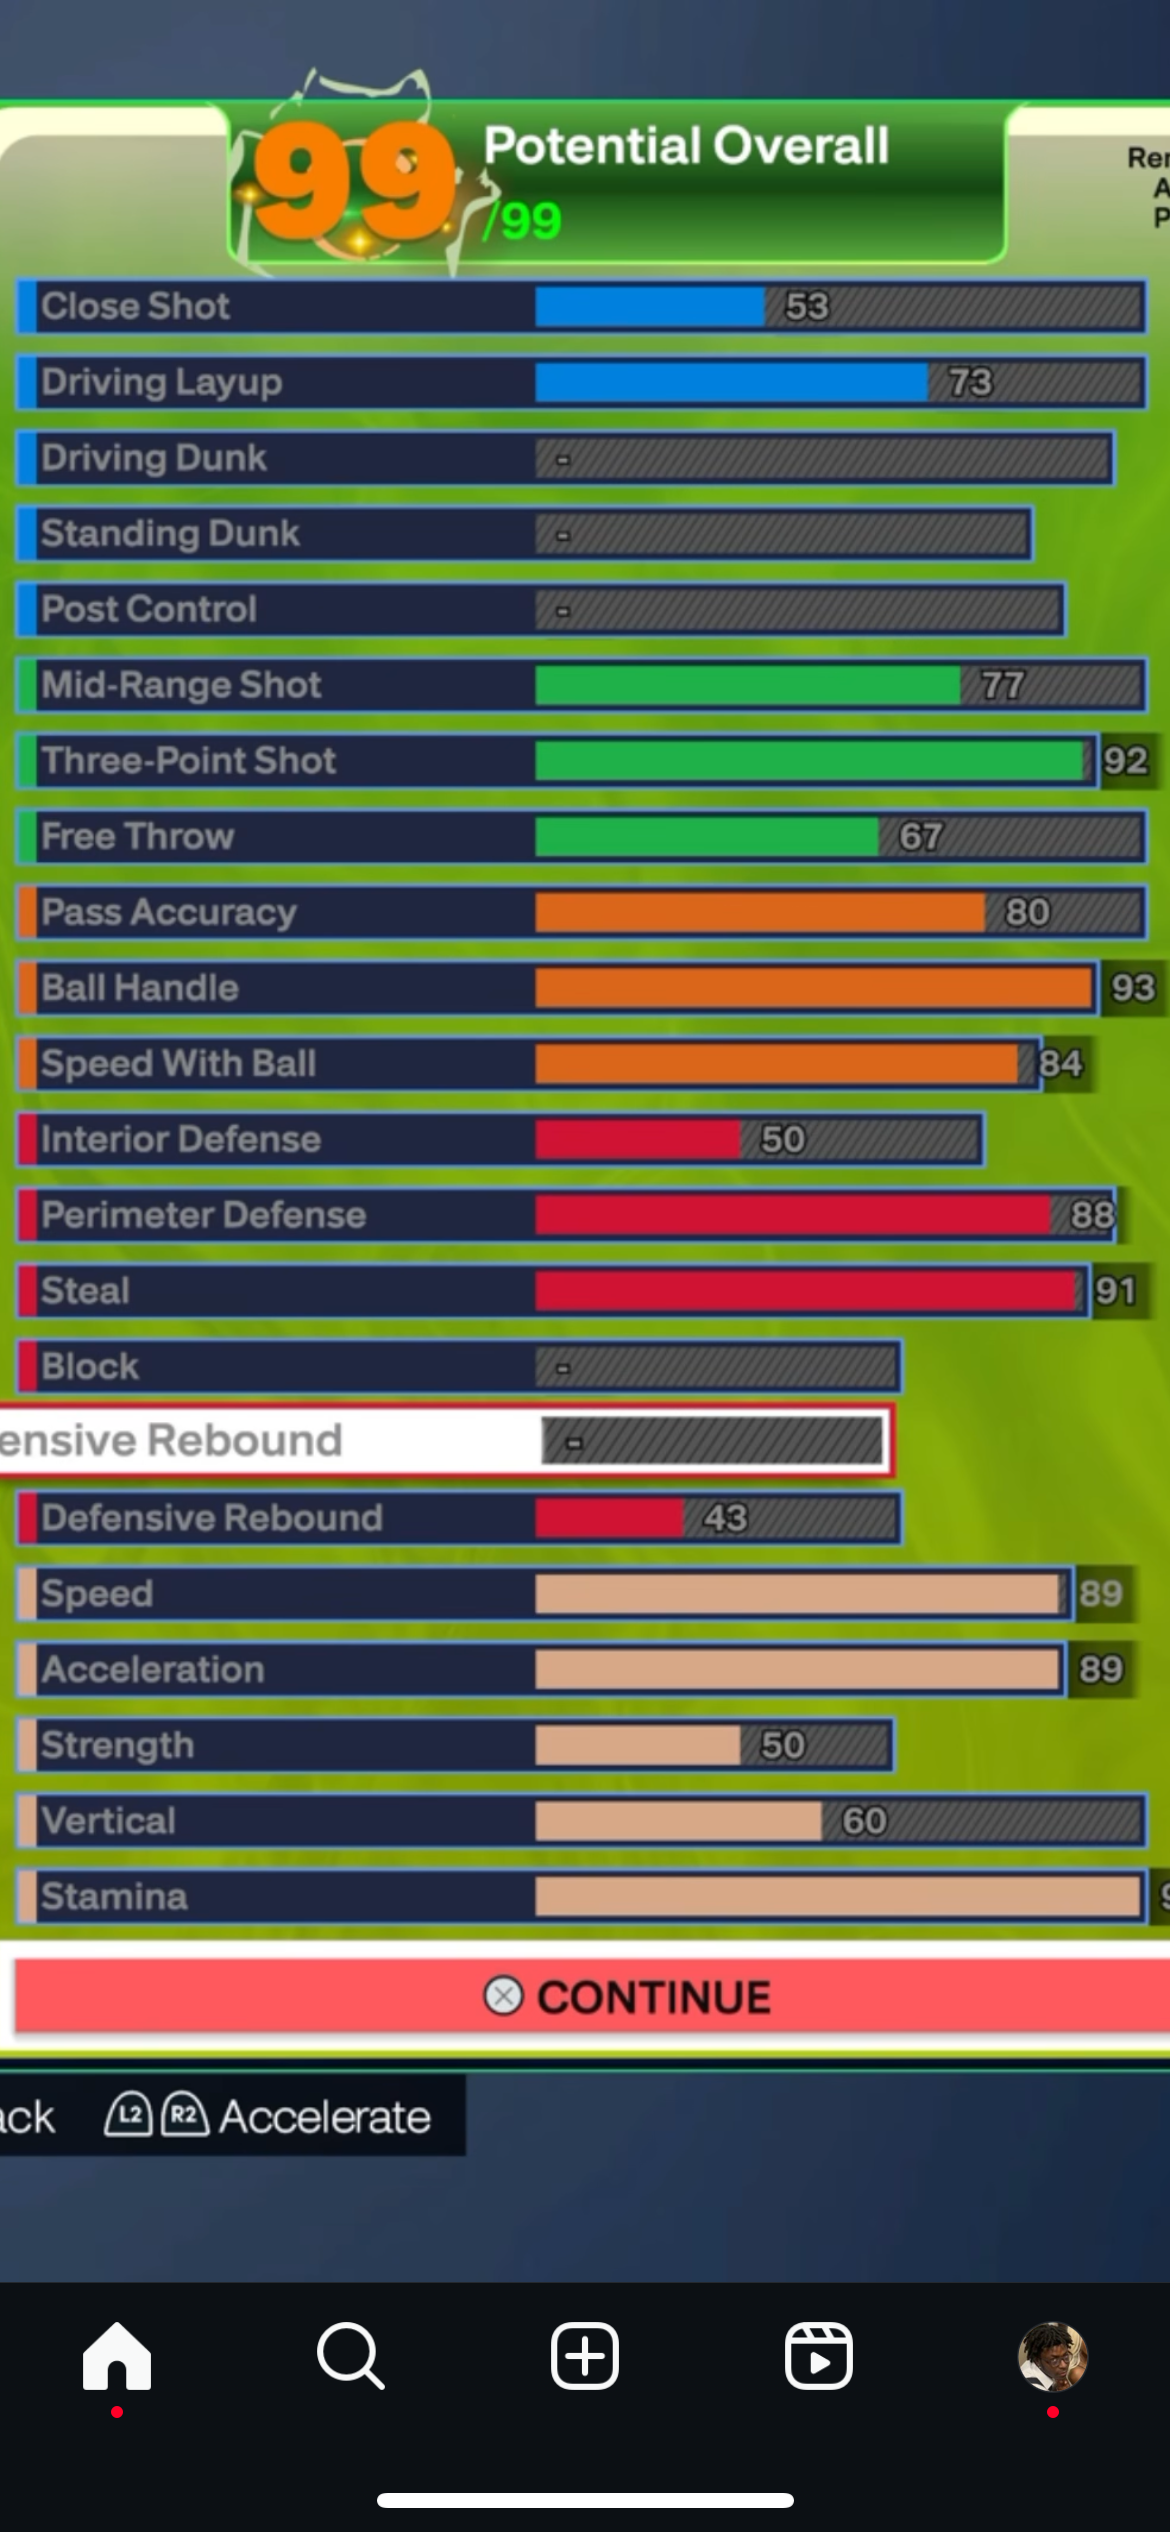 99 Potential Overall
/99
Close Shot 53
Driving Layup 73
Driving Dunk -
Standing Dunk -
Post Control -
Mid-Range Shot 77
Three-Point Shot 92
Free Throw 67
Pass Accuracy 80
Ball Handle 93
Speed With Ball 84
Interior Defense 50
Perimeter Defense 88
Steal 91
Block -
ensive Rebound -
Defensive Rebound 43
Speed 89
Acceleration 89
Strength 50
Vertical 60
Stamina
CONTINUE
ack L2 R2 Accelerate